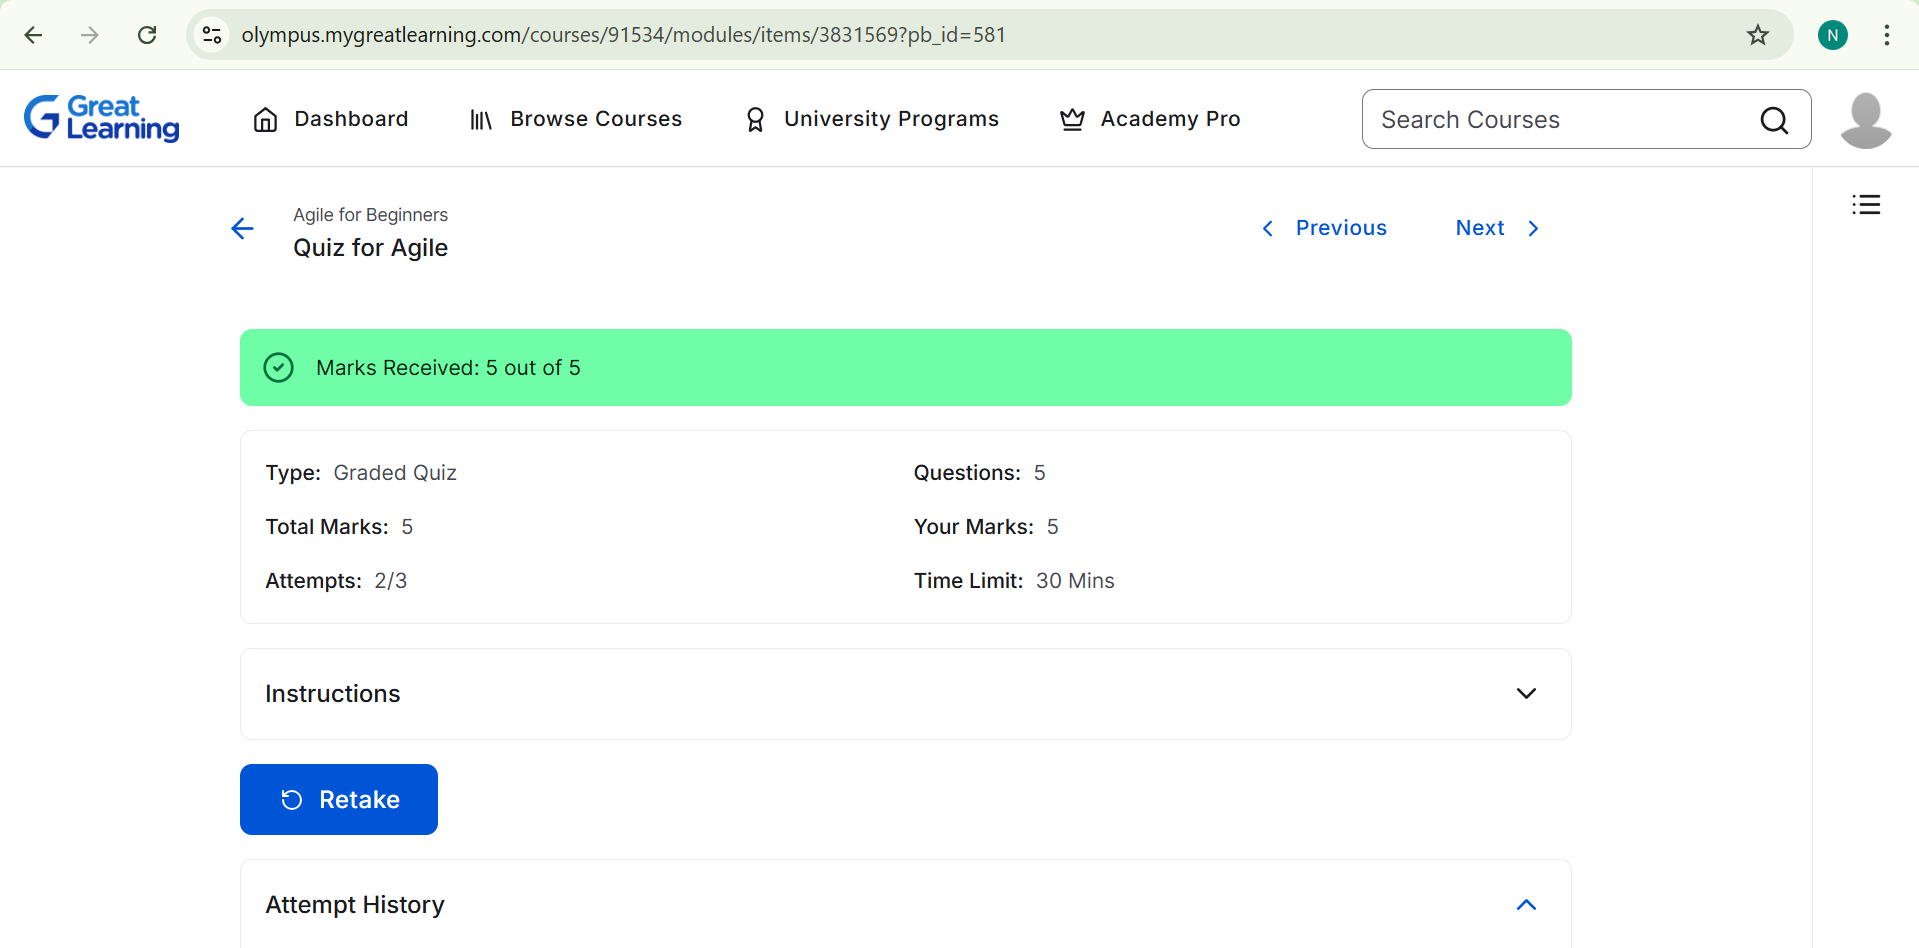 olympus.mygreatlearning.com/courses/91534/modules/items/3831569?pb_id=581
N
Great
Learning
Dashboard
Browse Courses
University Programs
Academy Pro
Search Courses
Agile for Beginners
Quiz for Agile
Previous
Next
Marks Received: 5 out of 5
Type: Graded Quiz
Questions: 5
Total Marks: 5
Your Marks: 5
Attempts: 2/3
Time Limit: 30 Mins
Instructions
Retake
Attempt History